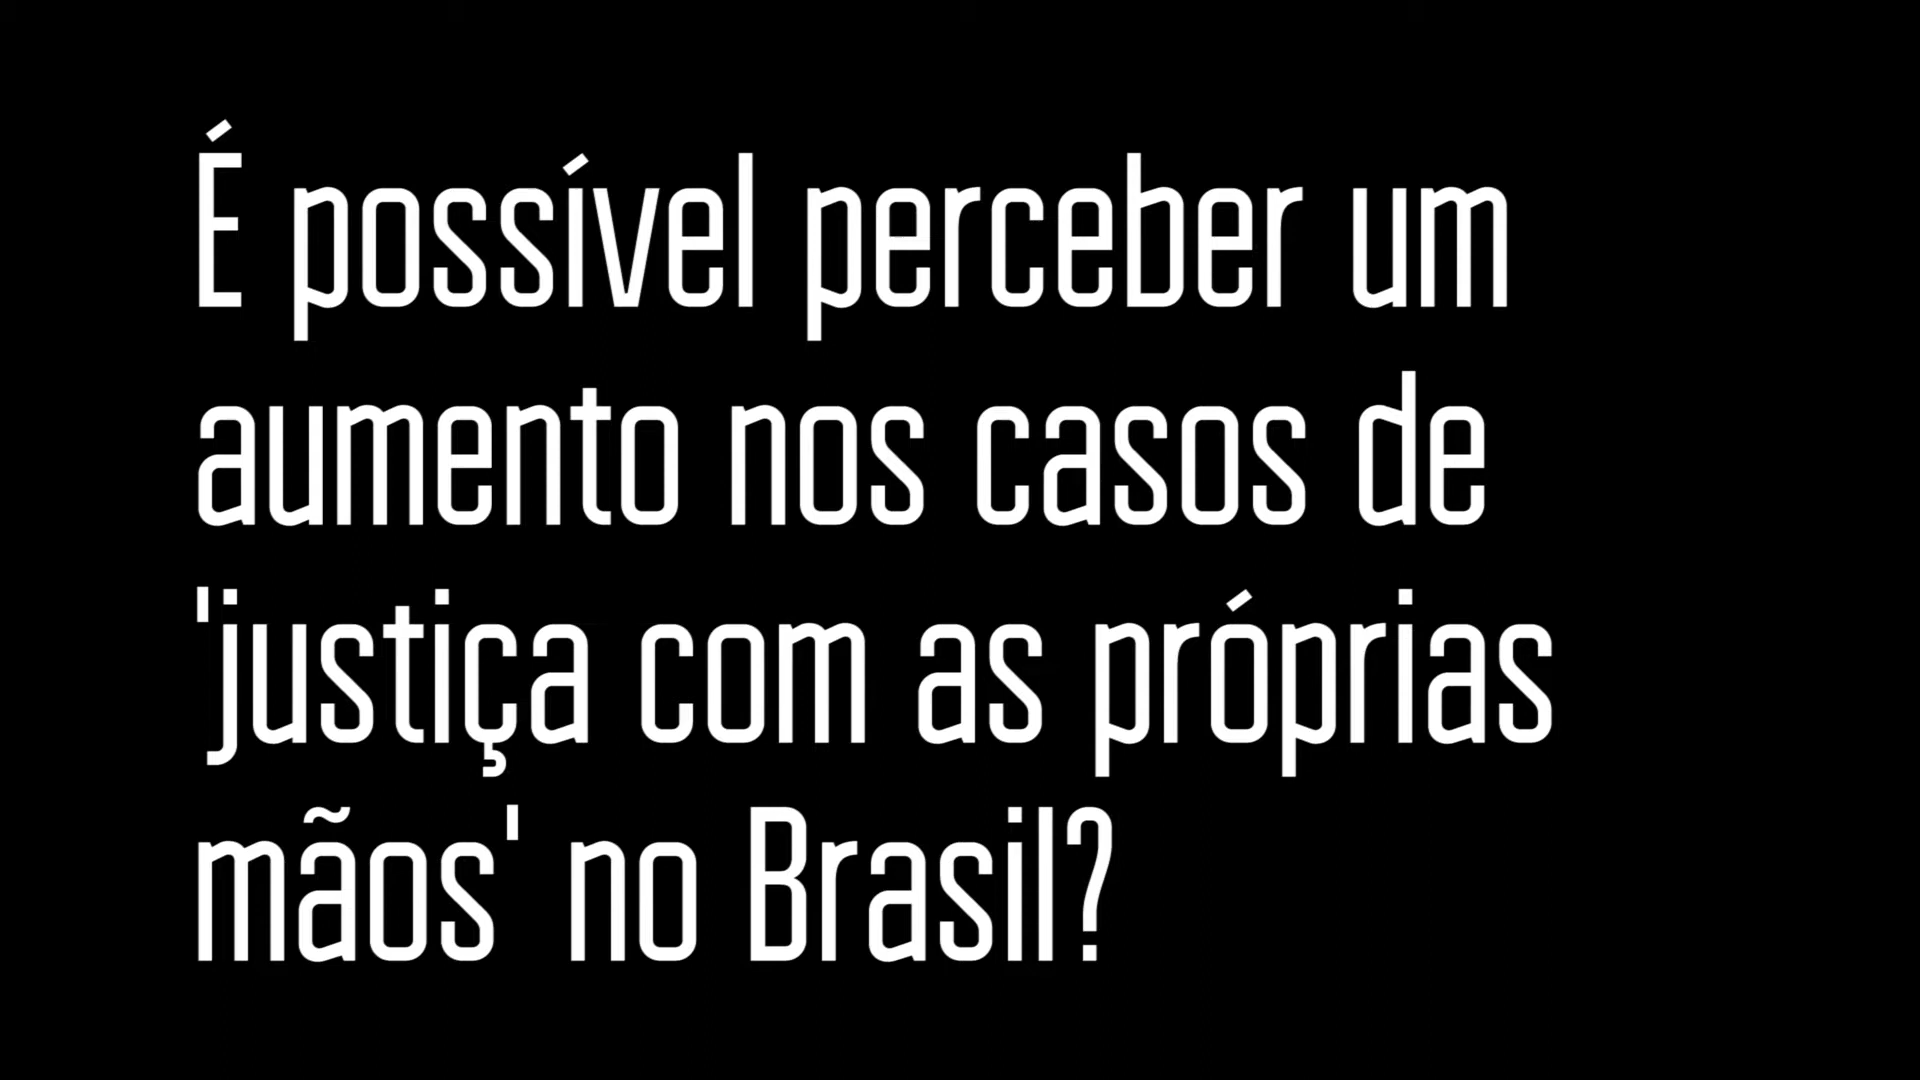 É possível perceber um
aumento nos casos de
'justiça com as próprias
mãos' no Brasil?